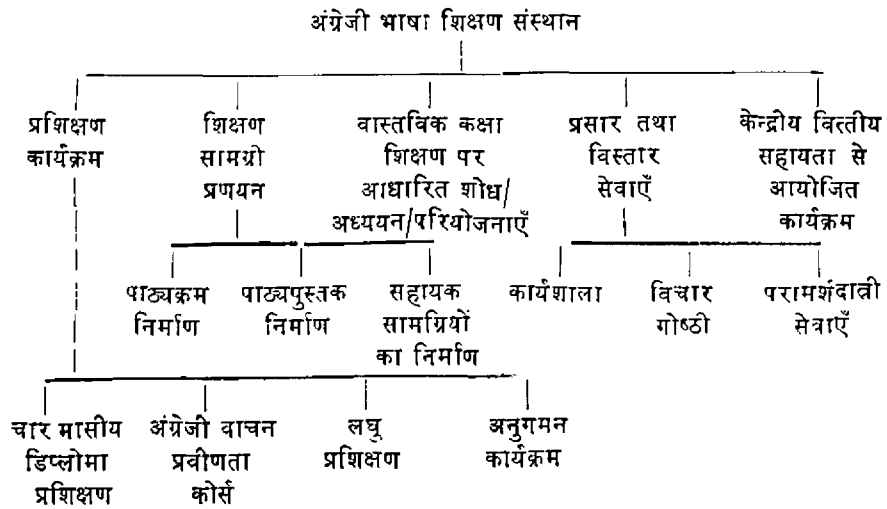 अंग्रेजी भाषा शिक्षण संस्थान
प्रशिक्षण
कार्यक्रम
शिक्षण
सामग्री
प्रणयन
वास्तविक कक्षा
शिक्षण पर
आधारित शोध/
अध्ययन/परियोजनाएँ
प्रसार तथा
विस्तार
सेवाएँ
केन्द्रीय वित्तीय
सहायता से
आयोजित
कार्यक्रम
पाठ्यक्रम
निर्माण
पाठ्यपुस्तक
निर्माण
सहायक
सामग्रियों
का निर्माण
कार्यशाला
विचार
गोष्ठी
परामर्शदात्री
सेवाएँ
चार मासीय
डिप्लोमा
प्रशिक्षण
अंग्रेजी वाचन
प्रवीणता
कोर्स
लघु
प्रशिक्षण
अनुगमन
कार्यक्रम